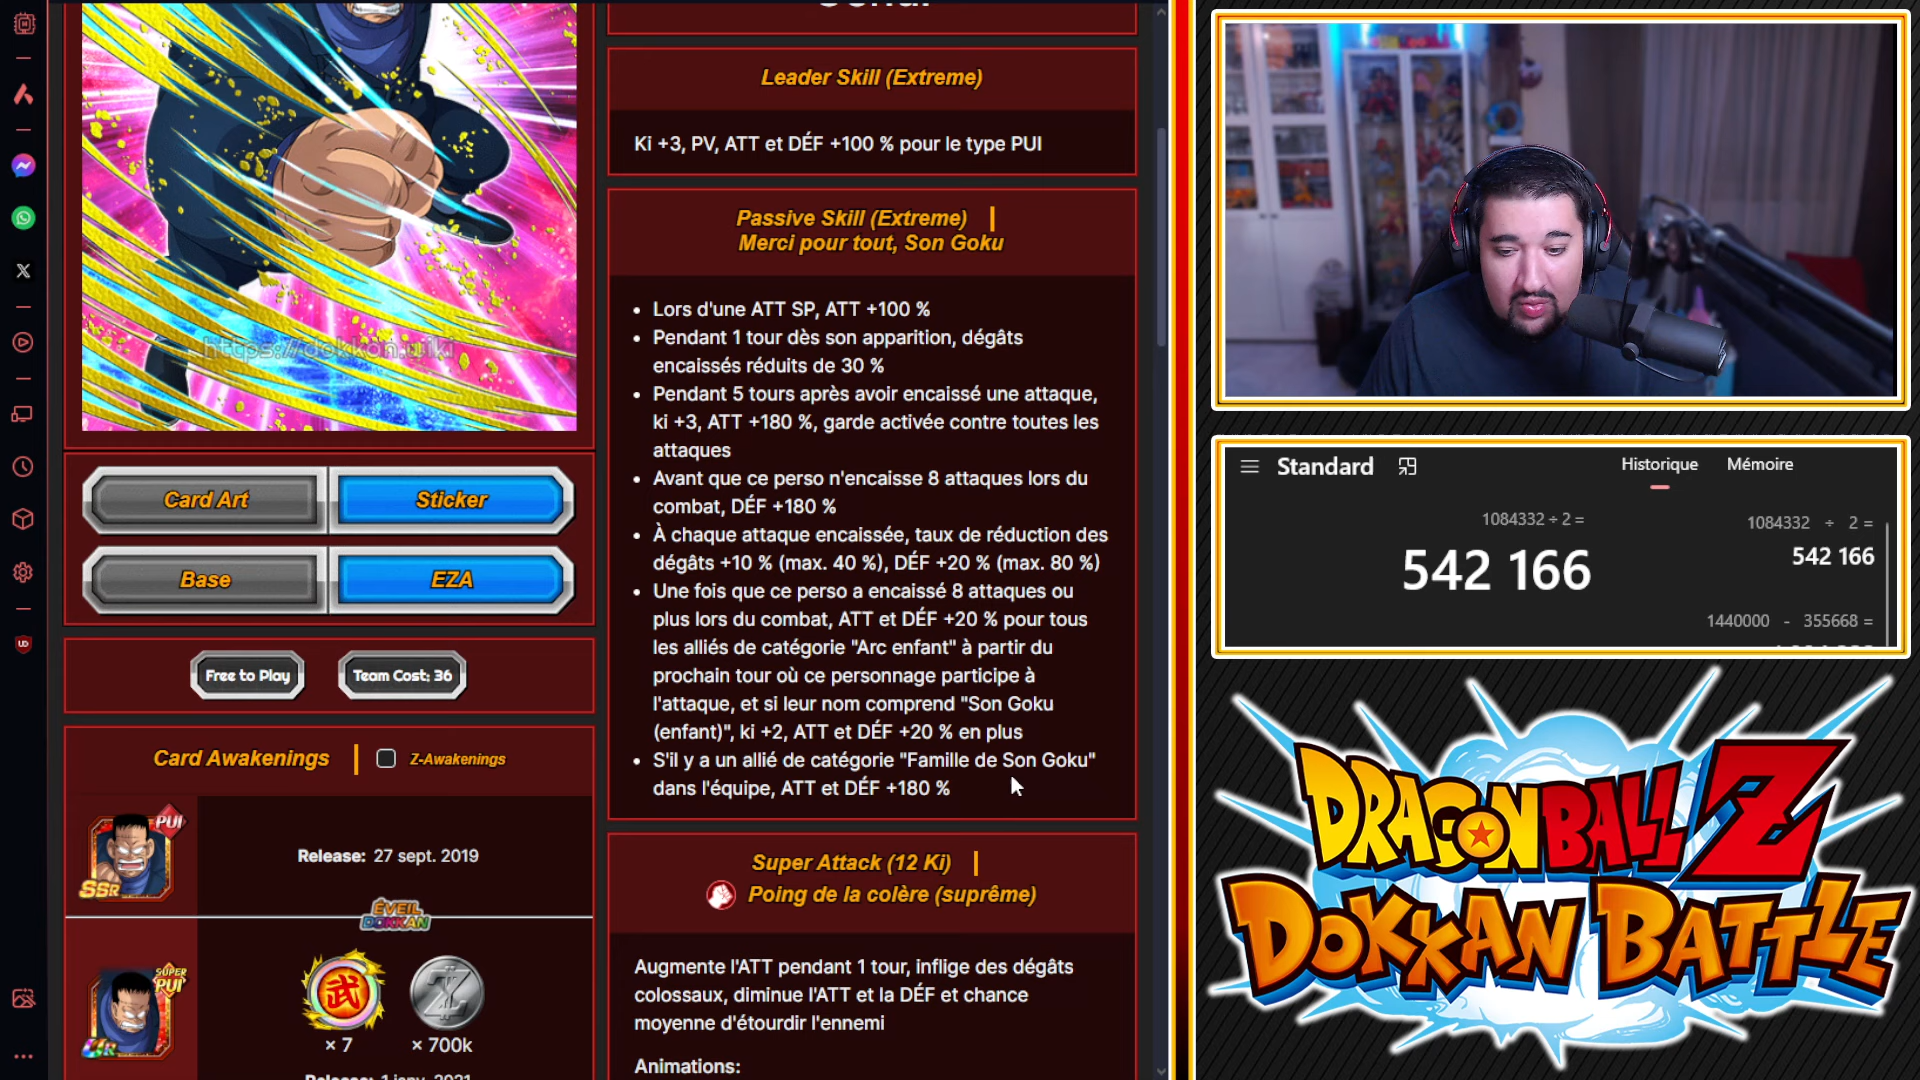 Leader Skill (Extreme)
Ki +3, PV, ATT et DÉF +100 % pour le type PUI
Passive Skill (Extreme)
Merci pour tout, Son Goku
Lors d'une ATT SP, ATT +100 %
Pendant 1 tour dès son apparition, dégâts
encaissés réduits de 30 %
Pendant 5 tours après avoir encaissé une attaque,
ki +3, ATT +180 %, garde activée contre toutes les
attaques
Avant que ce perso n'encaisse 8 attaques lors du
combat, DÉF +180 %
À chaque attaque encaissée, taux de réduction des
dégâts +10 % (max. 40 %), DÉF +20 % (max. 80 %)
Une fois que ce perso a encaissé 8 attaques ou
plus lors du combat, ATT et DÉF +20 % pour tous
les alliés de catégorie "Arc enfant" à partir du
prochain tour où ce personnage participe à
l'attaque, et si leur nom comprend "Son Goku
(enfant)", ki +2, ATT et DÉF +20 % en plus
S'il y a un allié de catégorie "Famille de Son Goku"
dans l'équipe, ATT et DÉF +180 %
Super Attack (12 Ki)
Poing de la colère (suprême)
Augmente l'ATT pendant 1 tour, inflige des dégâts
colossaux, diminue l'ATT et la DÉF et chance
moyenne d'étourdir l'ennemi
Animations:
https://dokkan.wiki
Card Art
Sticker
Base
EZA
Free to Play
Team Cost: 36
Card Awakenings
Z-Awakenings
PUI
SSR
Release: 27 sept. 2019
ÉVEIL
DOKKAN
SUPER
PUI
UR
武
Z
× 7
× 700k
UD
Standard
Historique
Mémoire
1084332 ÷ 2 =
542 166
1084332 ÷ 2 =
542 166
1440000 - 355668 =
DRAGON BALL Z
DOKKAN BATTLE